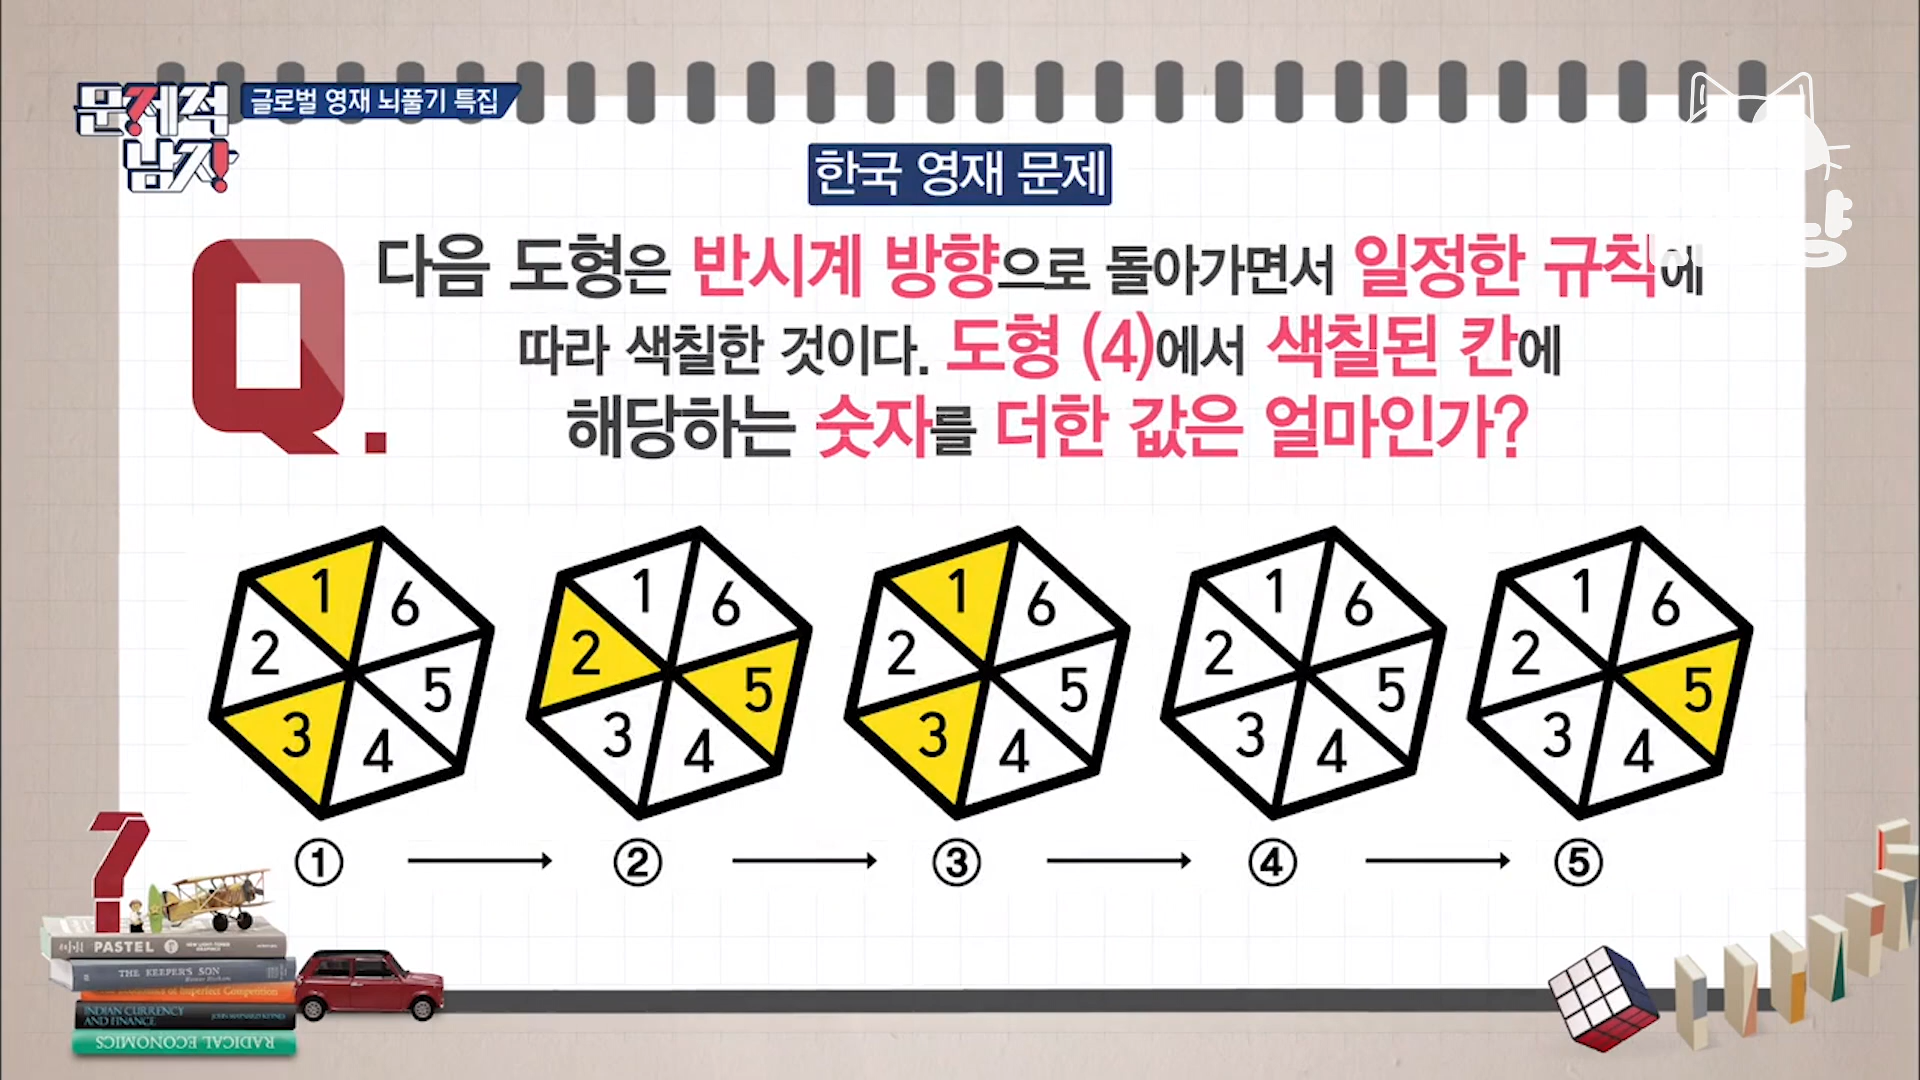 문제적
남자
글로벌 영재 뇌풀기 특집
한국 영재 문제
Q.
다음 도형은 반시계 방향으로 돌아가면서 일정한 규칙에
따라 색칠한 것이다. 도형 (4)에서 색칠된 칸에
해당하는 숫자를 더한 값은 얼마인가?
1 6 2 5 3 4
1 6 2 5 3 4
1 6 2 5 3 4
1 6 2 5 3 4
1 6 2 5 3 4
① → ② → ③ → ④ → ⑤
?
PASTEL
THE KEEPER'S SON
of Imperfect Competition
INDIAN CURRENCY
AND FINANCE
RADICAL ECONOMICS